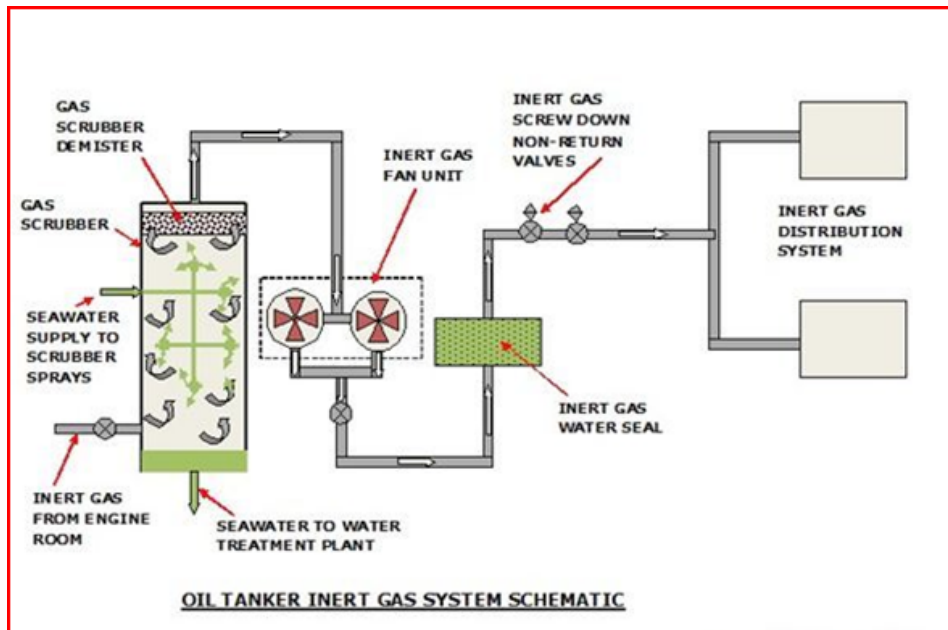 GAS
SCRUBBER
DEMISTER
INERT GAS
FAN UNIT
INERT GAS
SCREW DOWN
NON-RETURN
VALVES
GAS
SCRUBBER
INERT GAS
DISTRIBUTION
SYSTEM
SEAWATER
SUPPLY TO
SCRUBBER
SPRAYS
INERT GAS
WATER SEAL
INERT GAS
FROM ENGINE
ROOM
SEAWATER TO WATER
TREATMENT PLANT
OIL TANKER INERT GAS SYSTEM SCHEMATIC